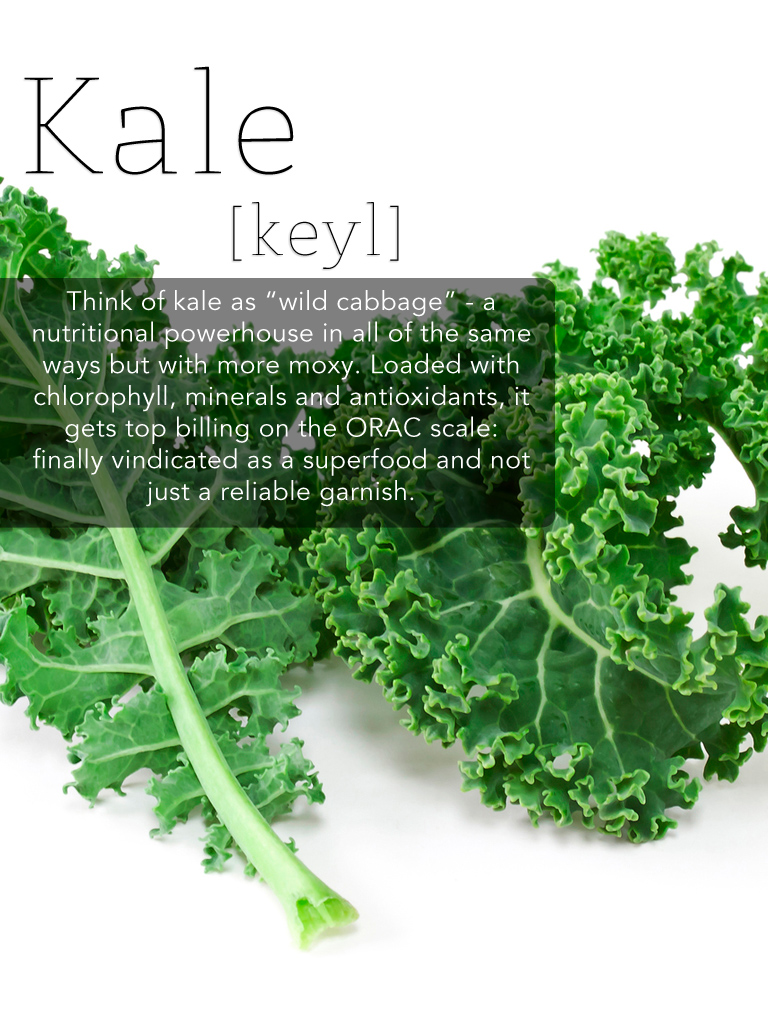 Kale
[keyl]
Think of kale as “wild cabbage” - a
nutritional powerhouse in all of the same
ways but with more moxy. Loaded with
chlorophyll, minerals and antioxidants, it
gets top billing on the ORAC scale:
finally vindicated as a superfood and not
just a reliable garnish.